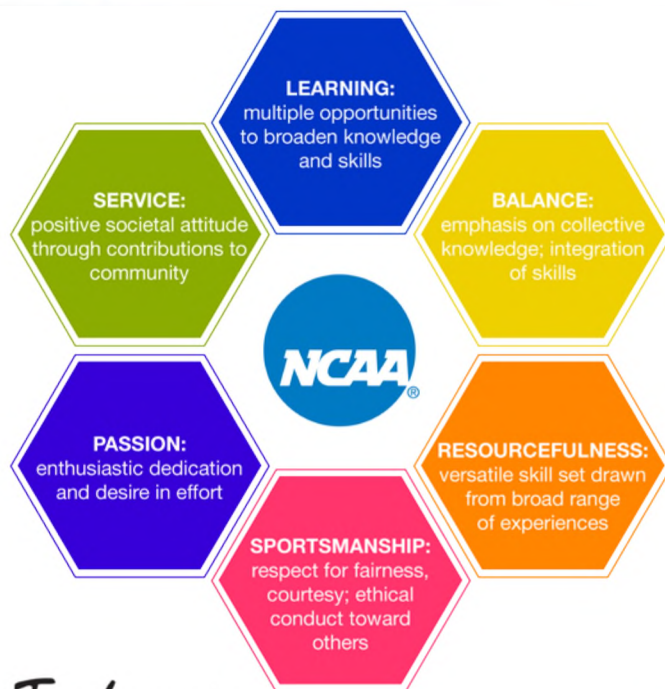 LEARNING:
multiple opportunities
to broaden knowledge
and skills
SERVICE:
positive societal attitude
through contributions to
community
BALANCE:
emphasis on collective
knowledge; integration
of skills
NCAA®
PASSION:
enthusiastic dedication
and desire in effort
RESOURCEFULNESS:
versatile skill set drawn
from broad range
of experiences
SPORTSMANSHIP:
respect for fairness,
courtesy; ethical
conduct toward
others